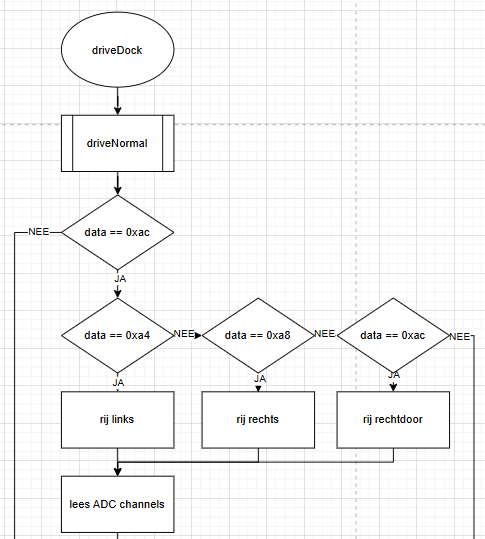 driveDock
driveNormal
data == 0xac
NEE
JA
data == 0xa4
NEE
data == 0xa8
NEE
data == 0xac
NEE
JA
JA
JA
rij links
rij rechts
rij rechtdoor
lees ADC channels